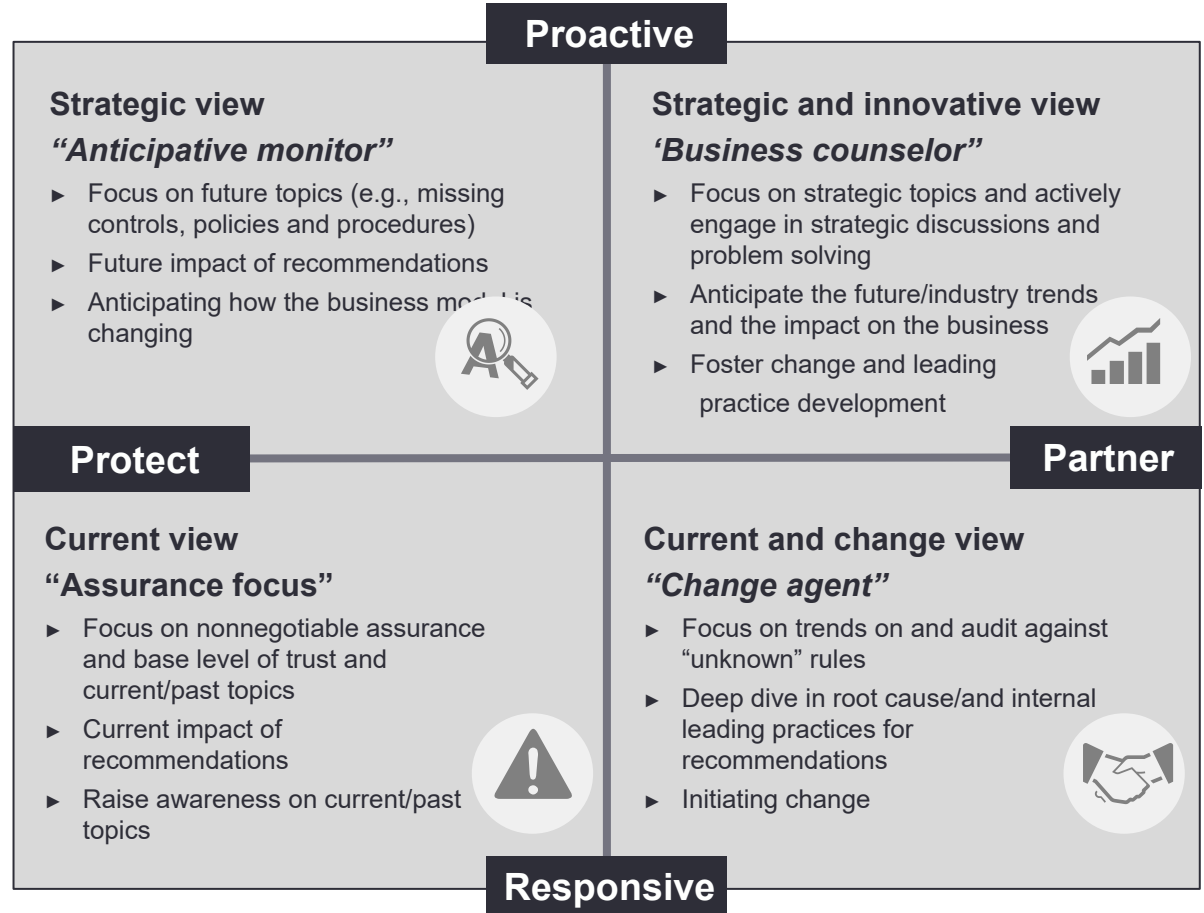 Proactive
Strategic view
“Anticipative monitor”
► Focus on future topics (e.g., missing
controls, policies and procedures)
► Future impact of recommendations
► Anticipating how the business model is
changing
Strategic and innovative view
‘Business counselor”
► Focus on strategic topics and actively
engage in strategic discussions and
problem solving
► Anticipate the future/industry trends
and the impact on the business
► Foster change and leading
practice development
Protect
Partner
Current view
“Assurance focus”
► Focus on nonnegotiable assurance
and base level of trust and
current/past topics
► Current impact of
recommendations
► Raise awareness on current/past
topics
Current and change view
“Change agent”
► Focus on trends on and audit against
“unknown” rules
► Deep dive in root cause/and internal
leading practices for
recommendations
► Initiating change
Responsive